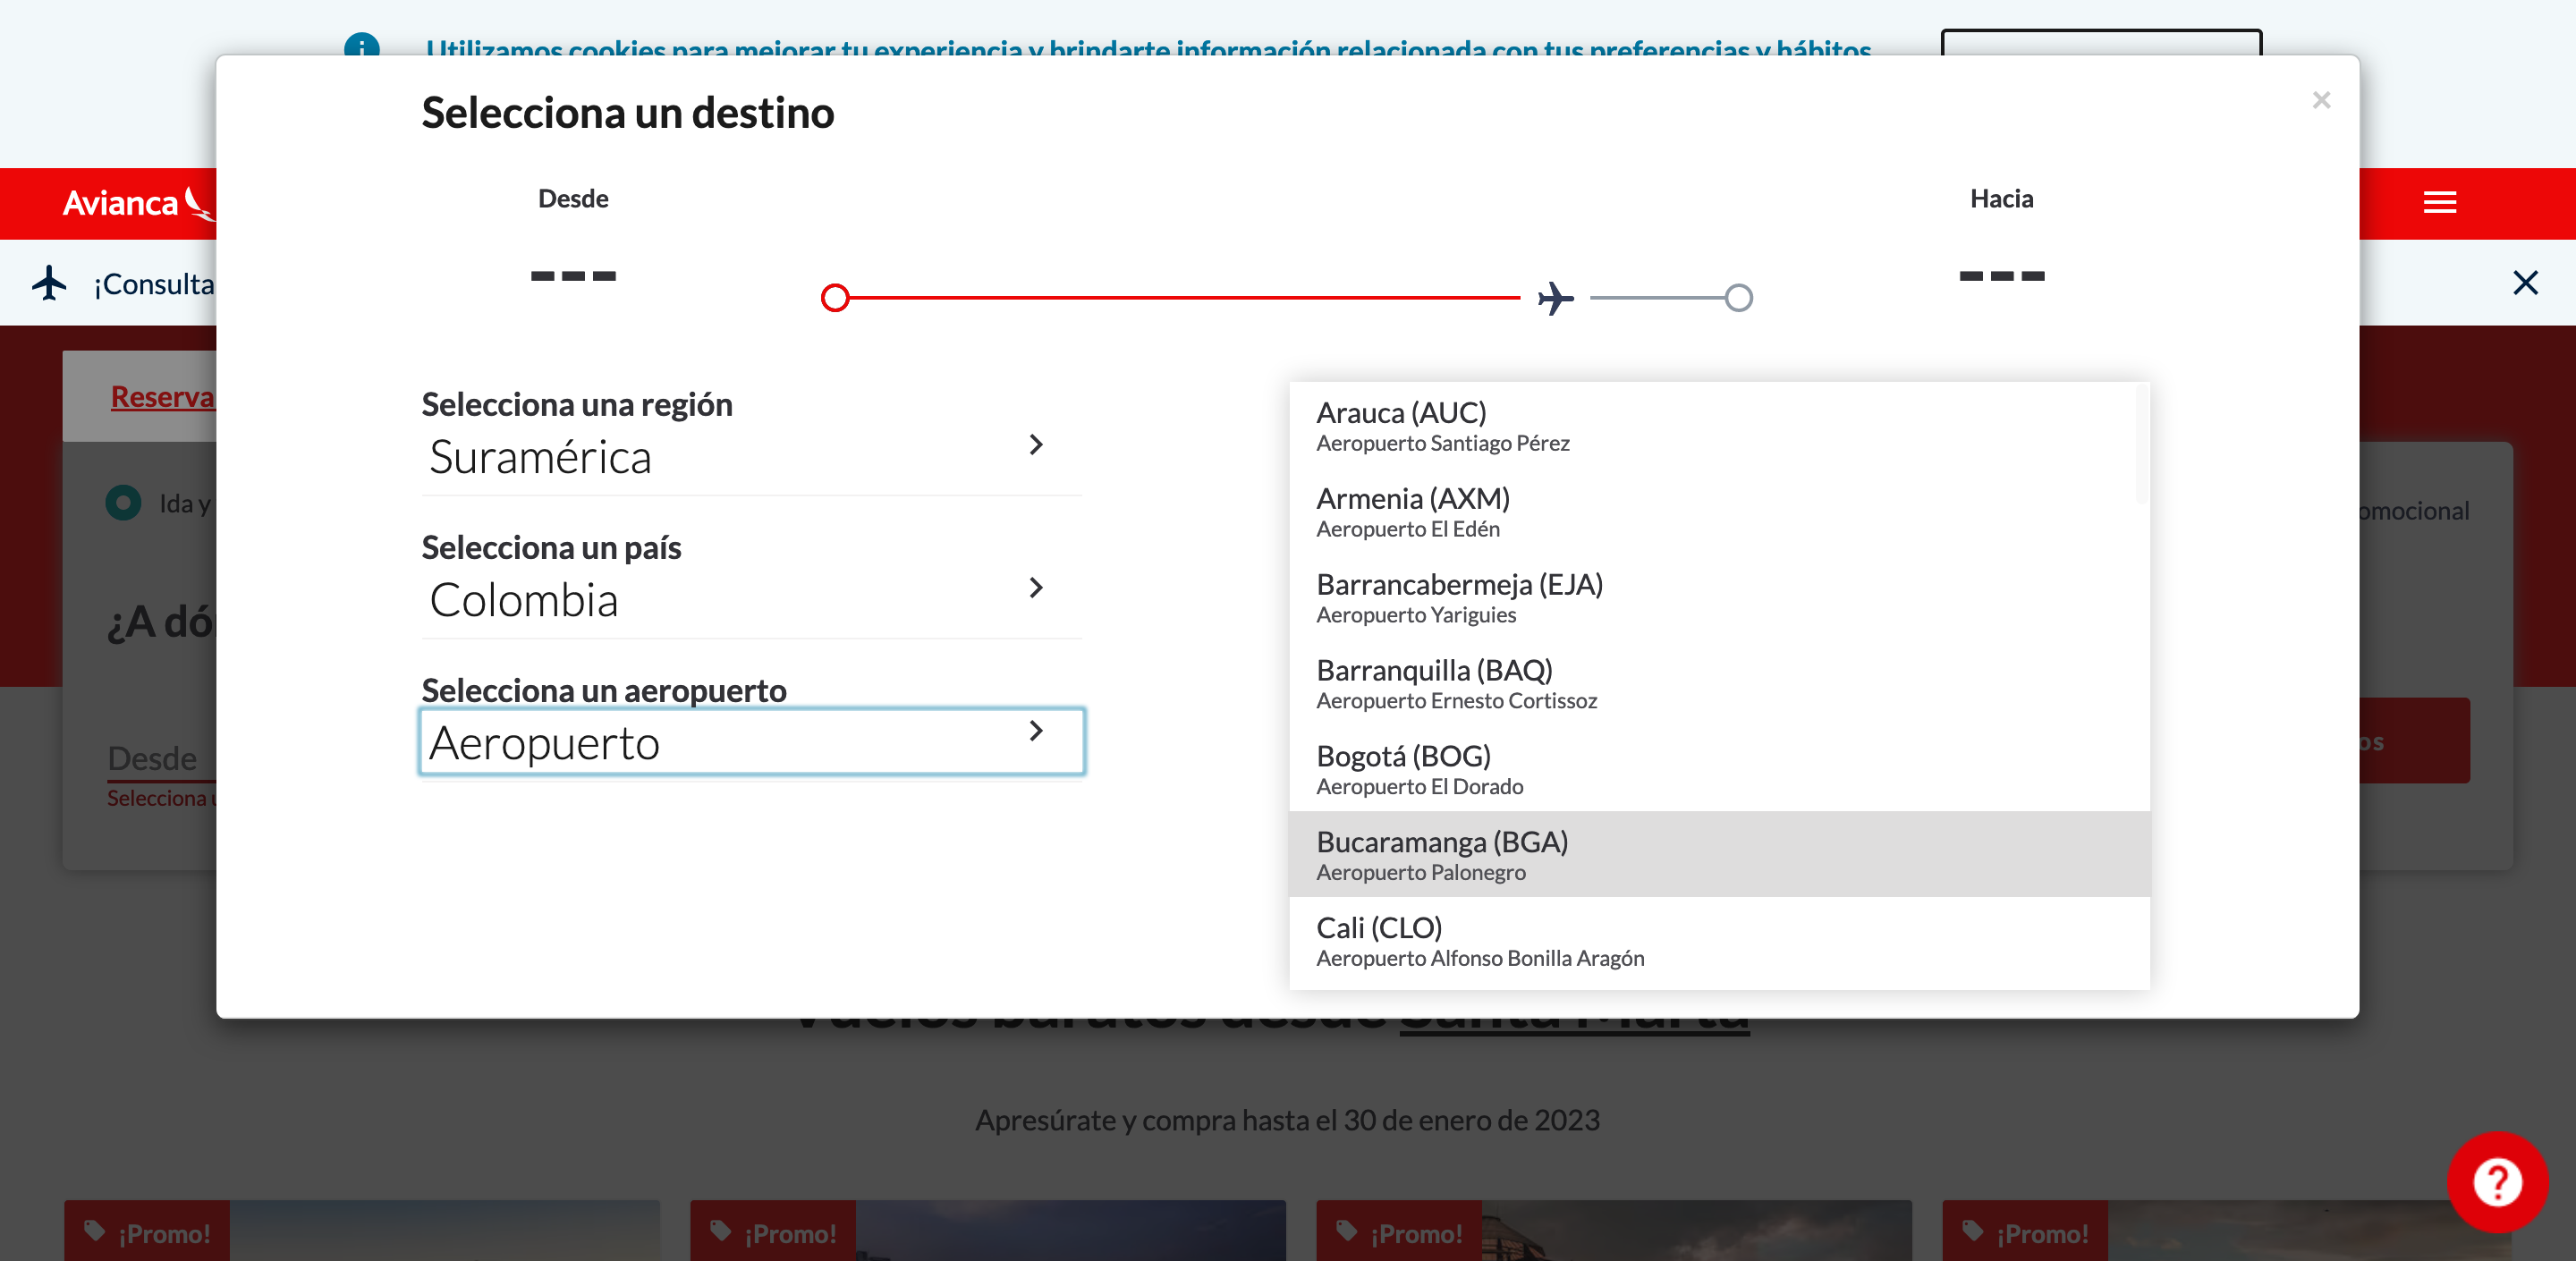 Utilizamos cookies para mejorar tu experiencia y brindarte información relacionada con tus preferencias y hábitos
Selecciona un destino
×
Avianca
Desde
Hacia
---
---
¡Consulta
Reserva
Selecciona una región
Suramérica
Selecciona un país
Colombia
Selecciona un aeropuerto
Aeropuerto
Arauca (AUC)
Aeropuerto Santiago Pérez
Armenia (AXM)
Aeropuerto El Edén
Barrancabermeja (EJA)
Aeropuerto Yariguies
Barranquilla (BAQ)
Aeropuerto Ernesto Cortissoz
Bogotá (BOG)
Aeropuerto El Dorado
Bucaramanga (BGA)
Aeropuerto Palonegro
Cali (CLO)
Aeropuerto Alfonso Bonilla Aragón
Ida y
omocional
¿A dó
Desde
Selecciona
os
Vuelos baratos desde Santa Marta
Apresúrate y compra hasta el 30 de enero de 2023
¡Promo!
¡Promo!
¡Promo!
¡Promo!
?